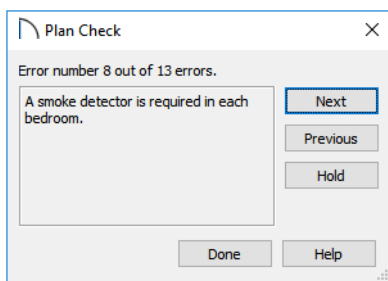 Plan Check
Error number 8 out of 13 errors.
A smoke detector is required in each
bedroom.
Next
Previous
Hold
Done
Help